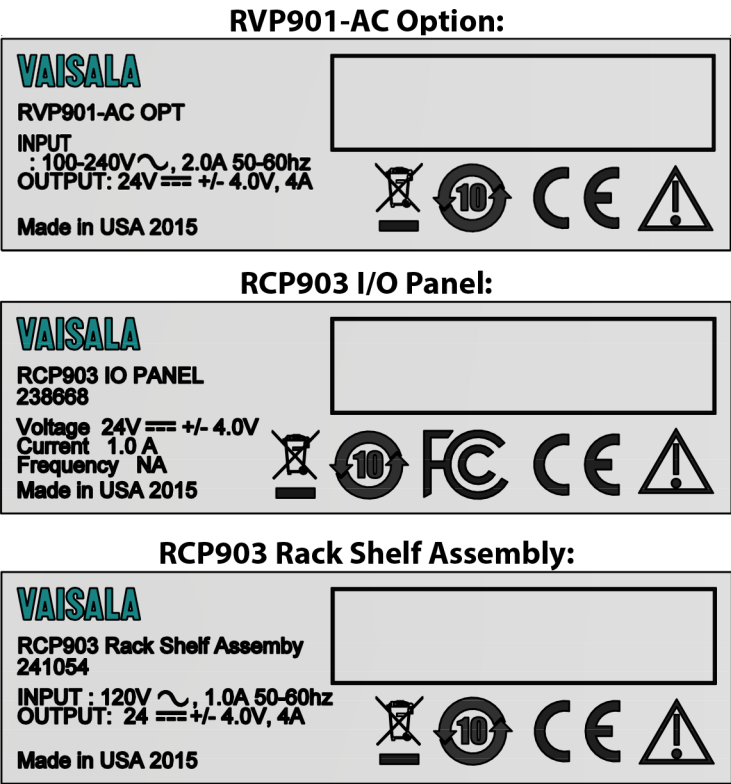 RVP901-AC Option:
VAISALA
RVP901-AC OPT
INPUT
: 100-240V∿, 2.0A 50-60hz
OUTPUT: 24V ⎓ +/- 4.0V, 4A
10
CE
Made in USA 2015
RCP903 I/O Panel:
VAISALA
RCP903 IO PANEL
238668
Voltage 24V ⎓ +/- 4.0V
Current 1.0 A
Frequency NA
10 FC CE
Made in USA 2015
RCP903 Rack Shelf Assembly:
VAISALA
RCP903 Rack Shelf Assemby
241054
INPUT : 120V ∿, 1.0A 50-60hz
OUTPUT: 24 ⎓ +/- 4.0V, 4A
10 CE
Made in USA 2015